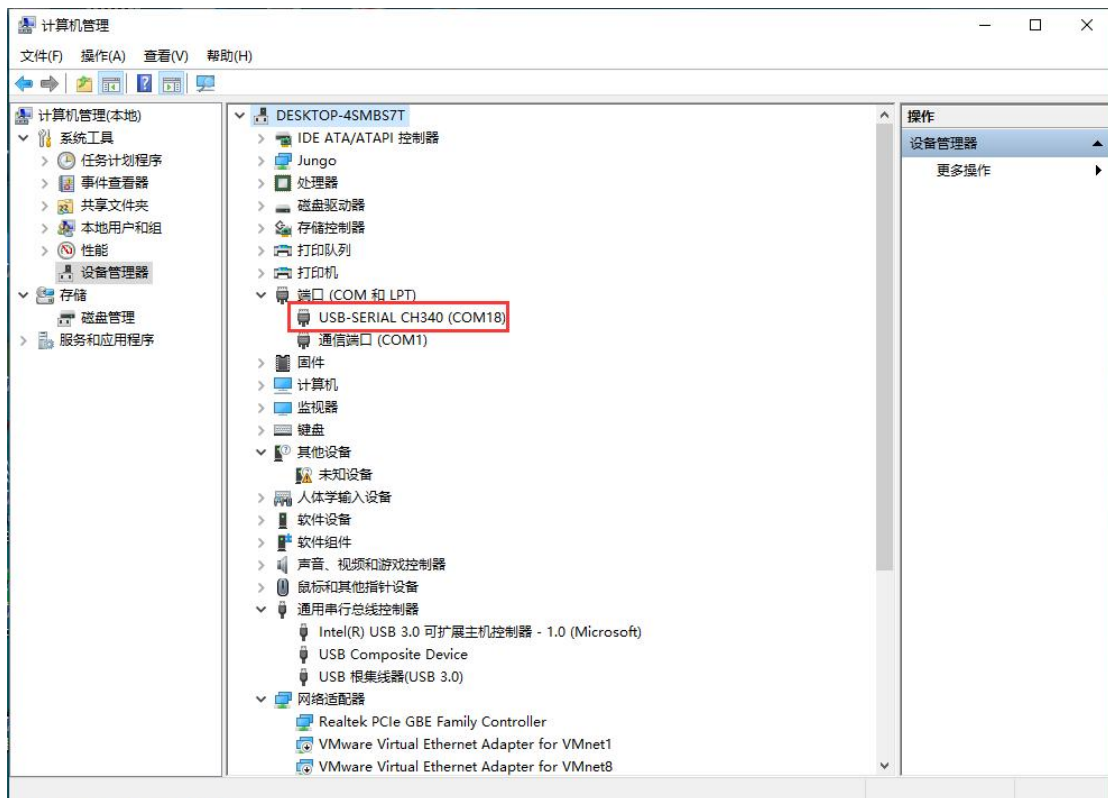 计算机管理
文件(F) 操作(A) 查看(V) 帮助(H)
计算机管理(本地)
系统工具
任务计划程序
事件查看器
共享文件夹
本地用户和组
性能
设备管理器
存储
磁盘管理
服务和应用程序
DESKTOP-4SMBS7T
IDE ATA/ATAPI 控制器
Jungo
处理器
磁盘驱动器
存储控制器
打印队列
打印机
端口 (COM 和 LPT)
USB-SERIAL CH340 (COM18)
通信端口 (COM1)
固件
计算机
监视器
键盘
其他设备
未知设备
人体学输入设备
软件设备
软件组件
声音、视频和游戏控制器
鼠标和其他指针设备
通用串行总线控制器
Intel(R) USB 3.0 可扩展主机控制器 - 1.0 (Microsoft)
USB Composite Device
USB 根集线器(USB 3.0)
网络适配器
Realtek PCIe GBE Family Controller
VMware Virtual Ethernet Adapter for VMnet1
VMware Virtual Ethernet Adapter for VMnet8
操作
设备管理器
更多操作